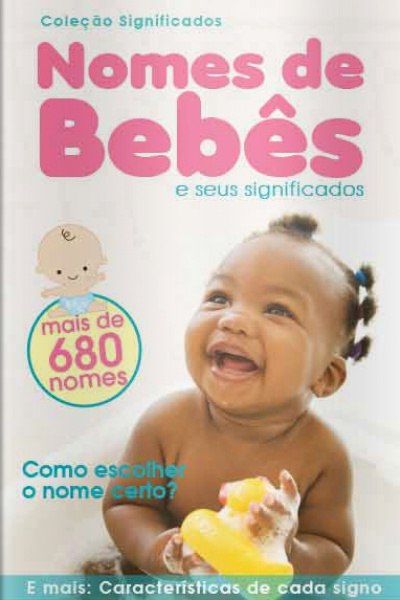 Coleção Significados
Nomes de
Bebês
e seus significados
mais de
680
nomes
Como escolher
o nome certo?
E mais: Características de cada signo